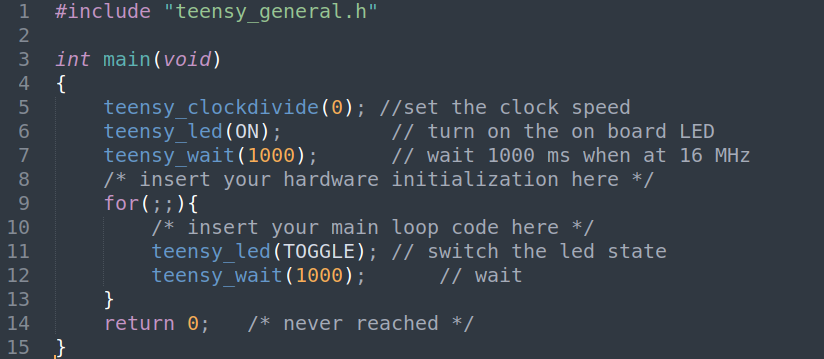 1 #include "teensy_general.h"
2
3 int main(void)
4 {
5     teensy_clockdivide(0); //set the clock speed
6     teensy_led(ON);         // turn on the on board LED
7     teensy_wait(1000);      // wait 1000 ms when at 16 MHz
8     /* insert your hardware initialization here */
9     for(;;){
10         /* insert your main loop code here */
11         teensy_led(TOGGLE); // switch the led state
12         teensy_wait(1000);      // wait
13     }
14     return 0;   /* never reached */
15 }